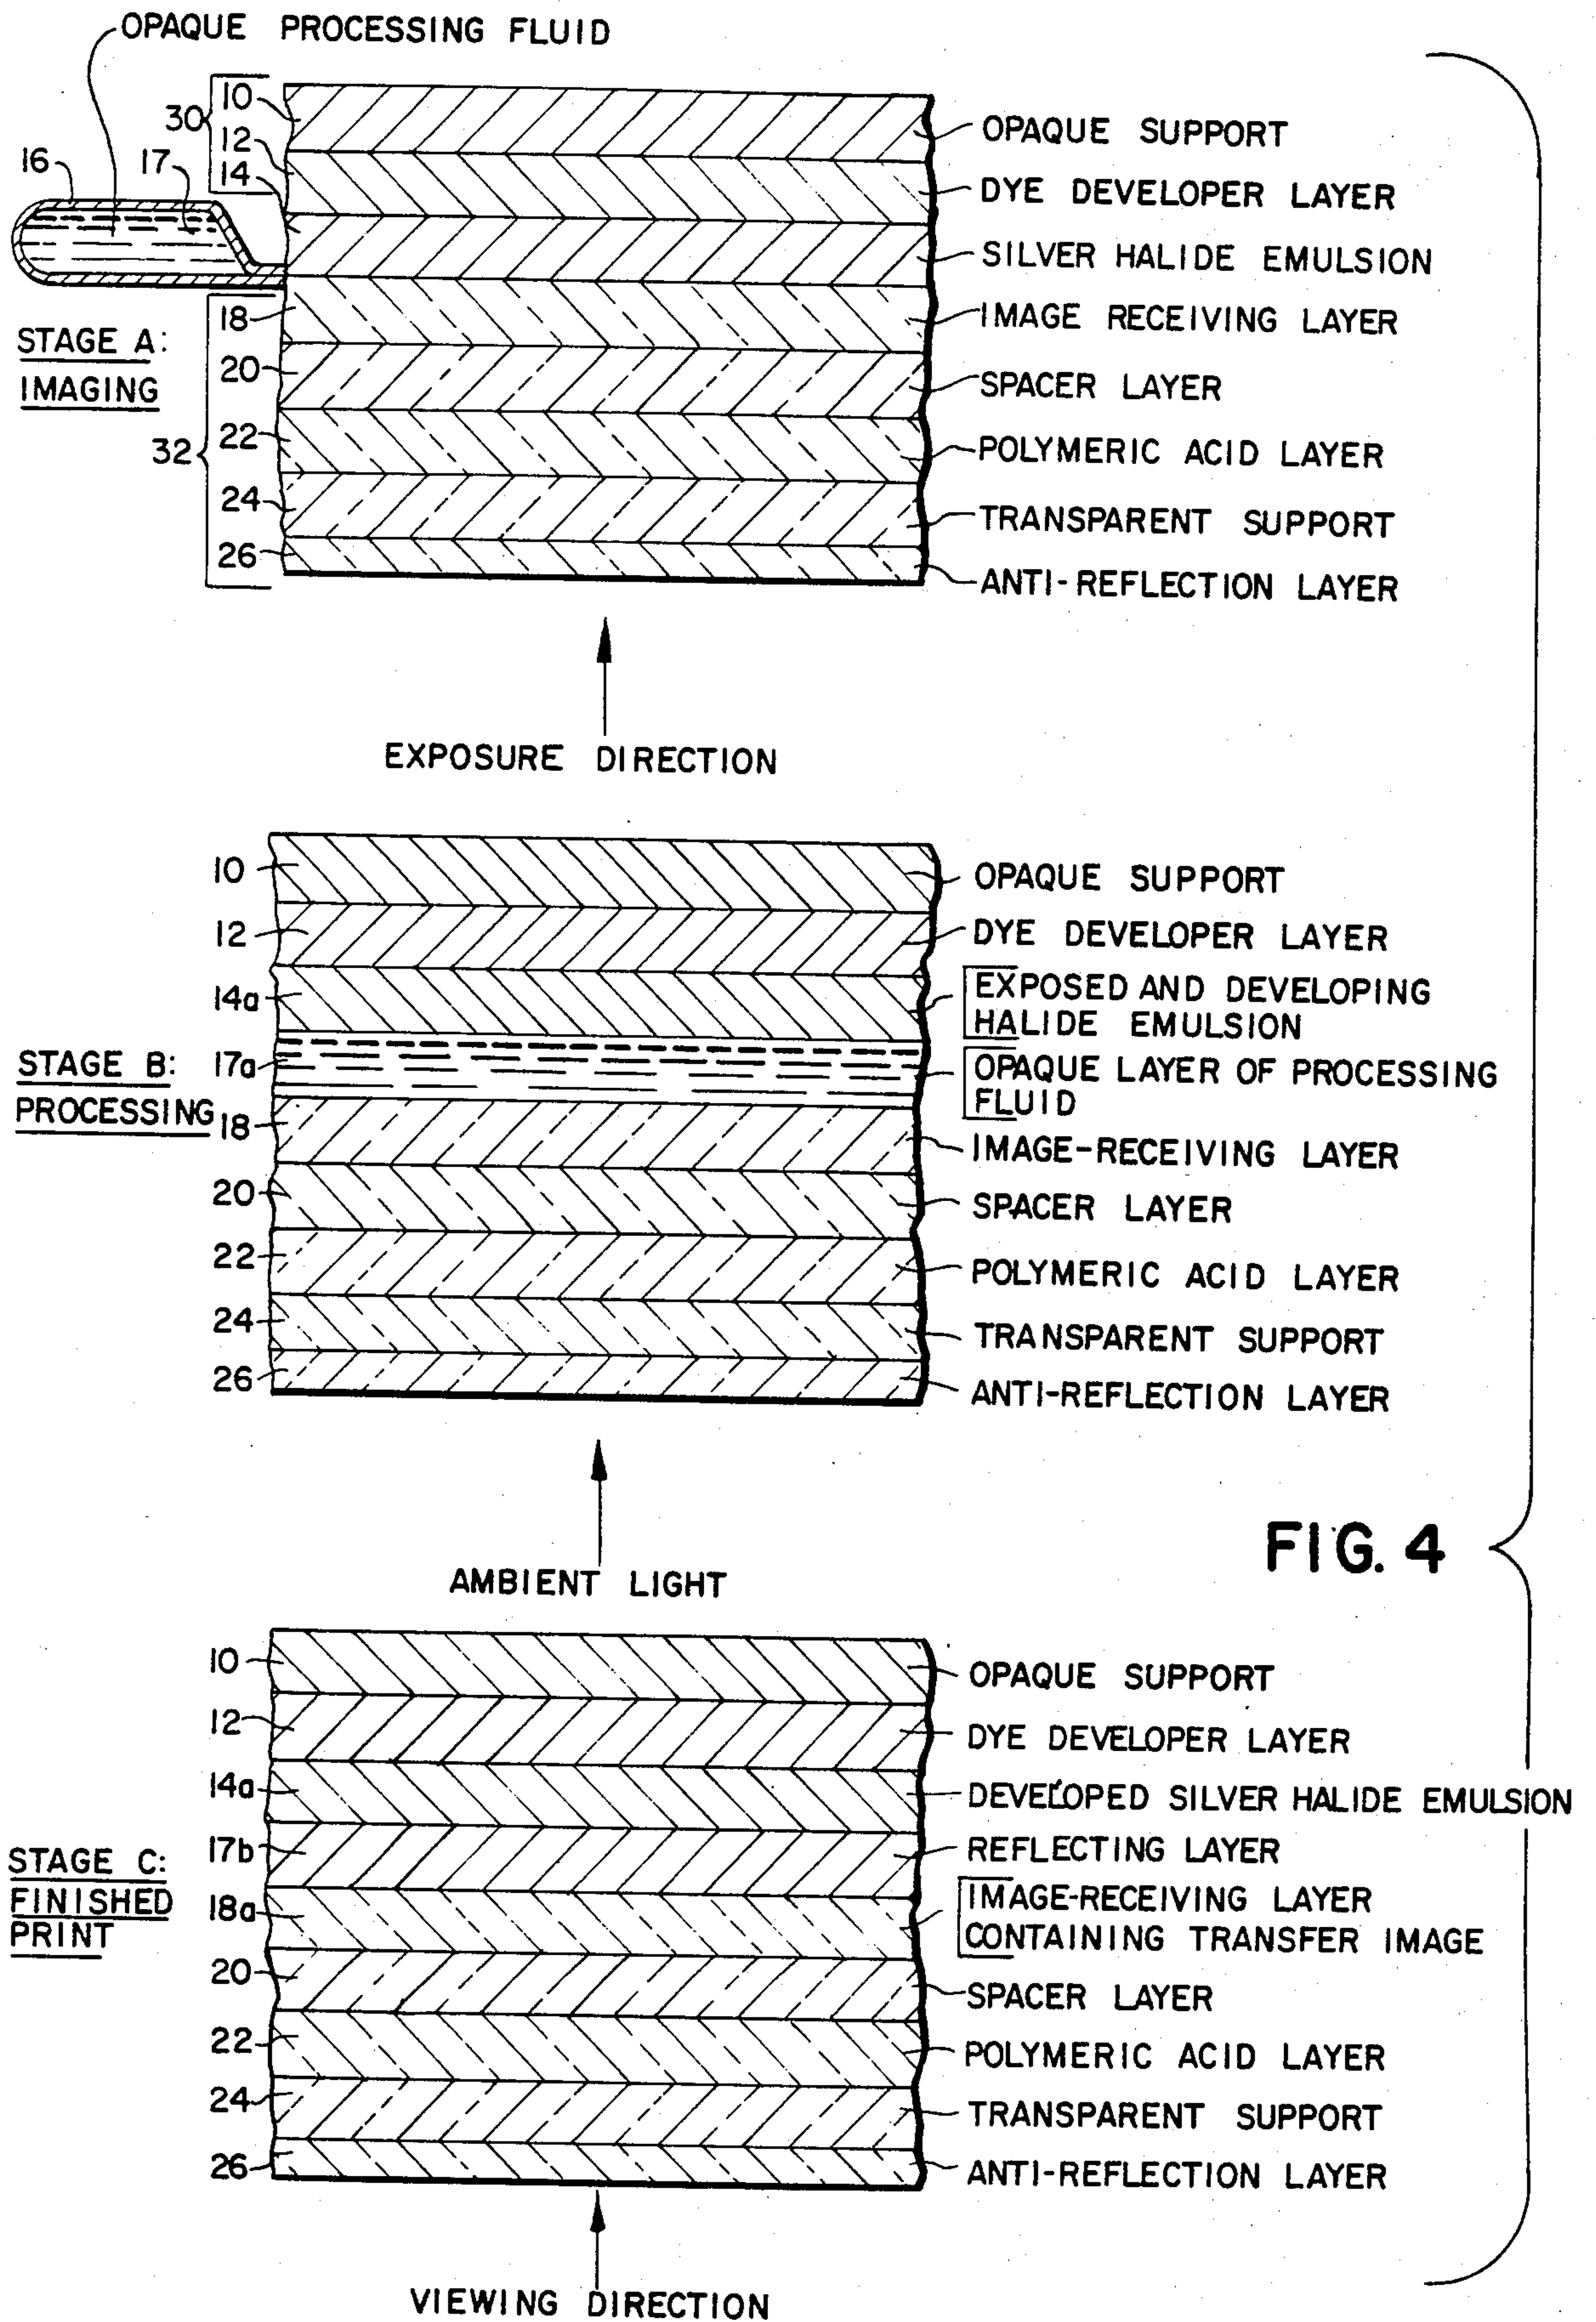 OPAQUE PROCESSING FLUID
30
10
12
14
16
17
OPAQUE SUPPORT
DYE DEVELOPER LAYER
SILVER HALIDE EMULSION
STAGE A:
IMAGING
32
18
IMAGE RECEIVING LAYER
20
SPACER LAYER
22
POLYMERIC ACID LAYER
24
TRANSPARENT SUPPORT
26
ANTI-REFLECTION LAYER
EXPOSURE DIRECTION
10
OPAQUE SUPPORT
12
DYE DEVELOPER LAYER
14a
EXPOSED AND DEVELOPING
HALIDE EMULSION
STAGE B:
PROCESSING
17a
OPAQUE LAYER OF PROCESSING
FLUID
18
IMAGE-RECEIVING LAYER
20
SPACER LAYER
22
POLYMERIC ACID LAYER
24
TRANSPARENT SUPPORT
26
ANTI-REFLECTION LAYER
AMBIENT LIGHT
FIG. 4
10
OPAQUE SUPPORT
12
DYE DEVELOPER LAYER
14a
DEVELOPED SILVER HALIDE EMULSION
17b
REFLECTING LAYER
STAGE C:
FINISHED
PRINT
18a
IMAGE-RECEIVING LAYER
CONTAINING TRANSFER IMAGE
20
SPACER LAYER
22
POLYMERIC ACID LAYER
24
TRANSPARENT SUPPORT
26
ANTI-REFLECTION LAYER
VIEWING DIRECTION